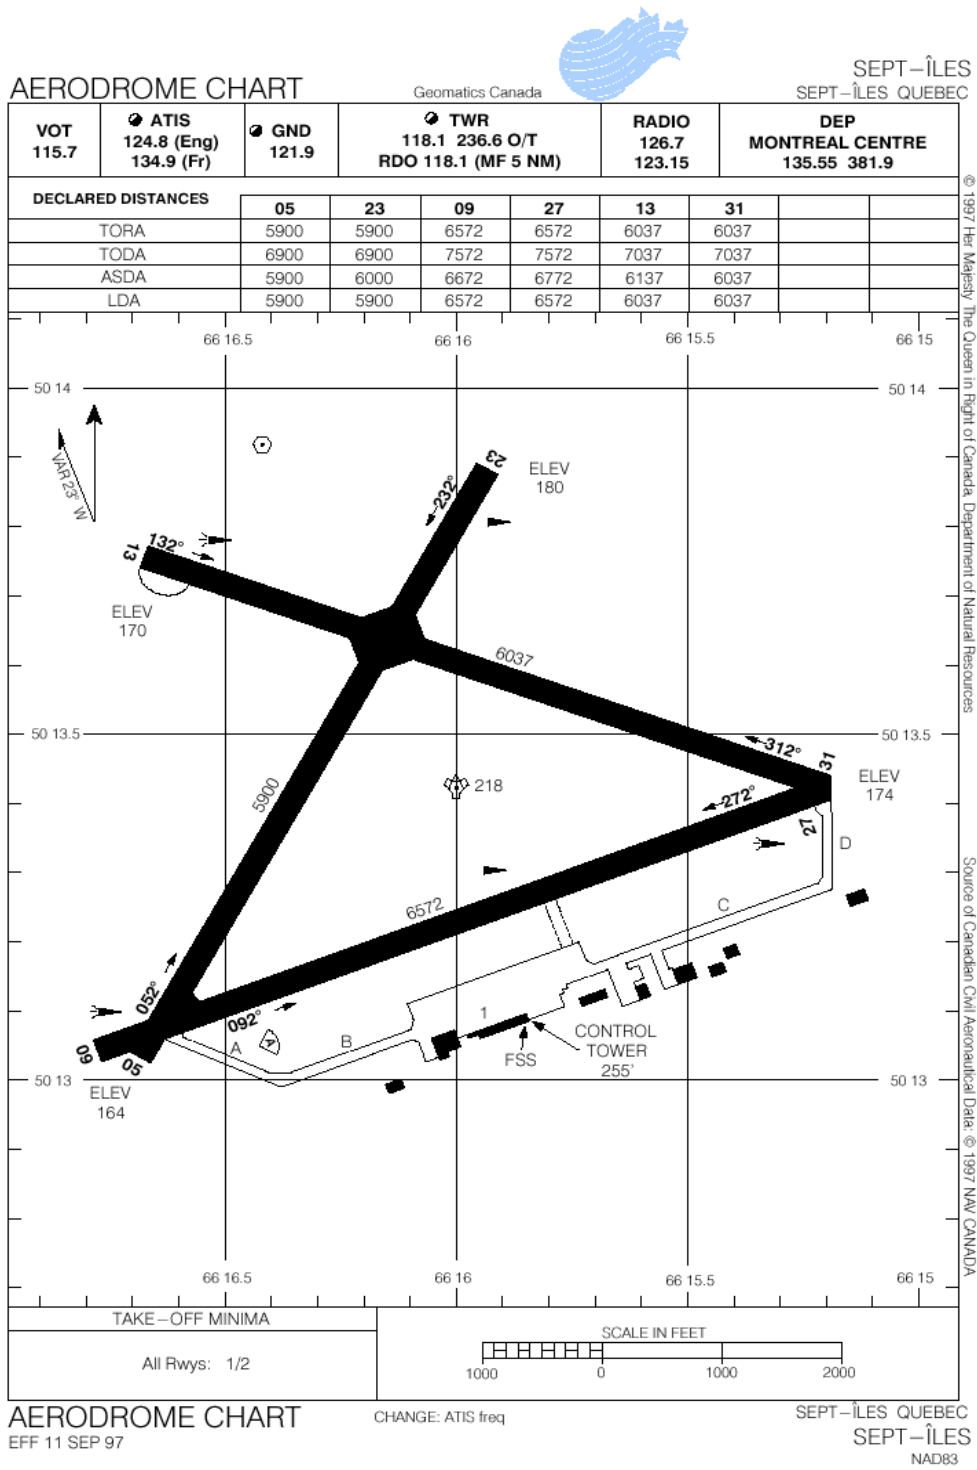 SEPT–ÎLES
AERODROME CHART
Geomatics Canada
SEPT–ÎLES QUEBEC
VOT
115.7
ATIS
124.8 (Eng)
134.9 (Fr)
GND
121.9
TWR
118.1 236.6 O/T
RDO 118.1 (MF 5 NM)
RADIO
126.7
123.15
DEP
MONTREAL CENTRE
135.55 381.9
DECLARED DISTANCES
05 23 09 27 13 31
TORA 5900 5900 6572 6572 6037 6037
TODA 6900 6900 7572 7572 7037 7037
ASDA 5900 6000 6672 6772 6137 6037
LDA 5900 5900 6572 6572 6037 6037
66 16.5 66 16 66 15.5 66 15
50 14 50 14
VAR 23° W
23
ELEV
180
232°
132°
13
ELEV
170
6037
50 13.5 50 13.5
312°
31
ELEV
174
5900
218
272°
27
D
C
6572
052°
092°
1
A
A
B
09
05
CONTROL
TOWER
255'
FSS
50 13 50 13
ELEV
164
66 16.5 66 16 66 15.5 66 15
TAKE–OFF MINIMA
All Rwys: 1/2
SCALE IN FEET
1000 0 1000 2000
AERODROME CHART
EFF 11 SEP 97
CHANGE: ATIS freq
SEPT–ÎLES QUEBEC
SEPT–ÎLES
NAD83
© 1997 Her Majesty The Queen in Right of Canada, Department of Natural Resources
Source of Canadian Civil Aeronautical Data: © 1997 NAV CANADA